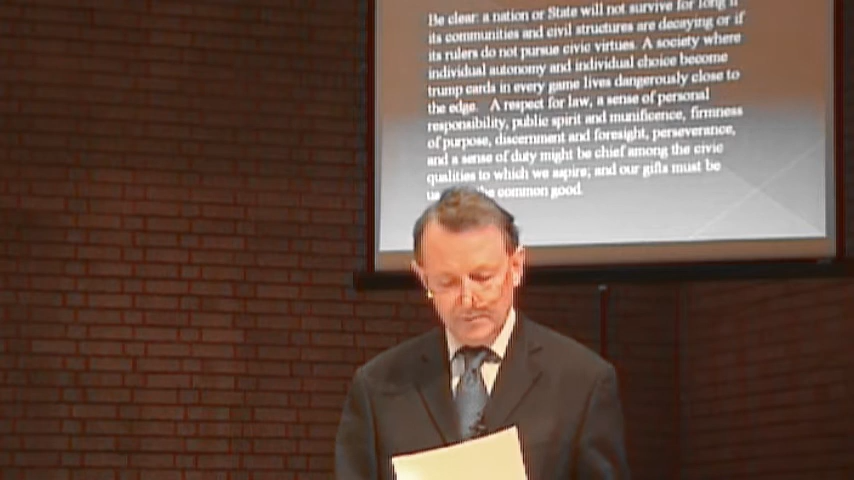 Be clear: a nation or State will not survive for long if
its communities and civil structures are decaying or if
its rulers do not pursue civic virtues. A society where
individual autonomy and individual choice become
trump cards in every game lives dangerously close to
the edge. A respect for law, a sense of personal
responsibility, public spirit and munificence, firmness
of purpose, discernment and foresight, perseverance,
and a sense of duty might be chief among the civic
qualities to which we aspire; and our gifts must be
the common good.